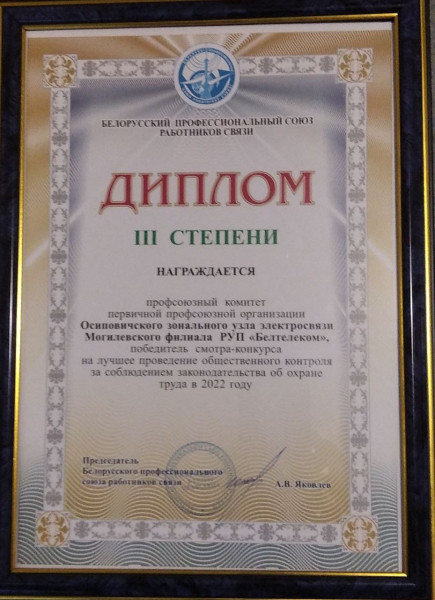 БЕЛОРУССКИЙ ПРОФЕССИОНАЛЬНЫЙ СОЮЗ
РАБОТНИКОВ СВЯЗИ
ДИПЛОМ
III СТЕПЕНИ
НАГРАЖДАЕТСЯ
профсоюзный комитет
первичной профсоюзной организации
Осиповичского зонального узла электросвязи
Могилевского филиала РУП «Белтелеком»,
победитель смотра-конкурса
на лучшее проведение общественного контроля
за соблюдением законодательства об охране
труда в 2022 году
Председатель
Белорусского профессионального
союза работников связи
А.В. Яковлев